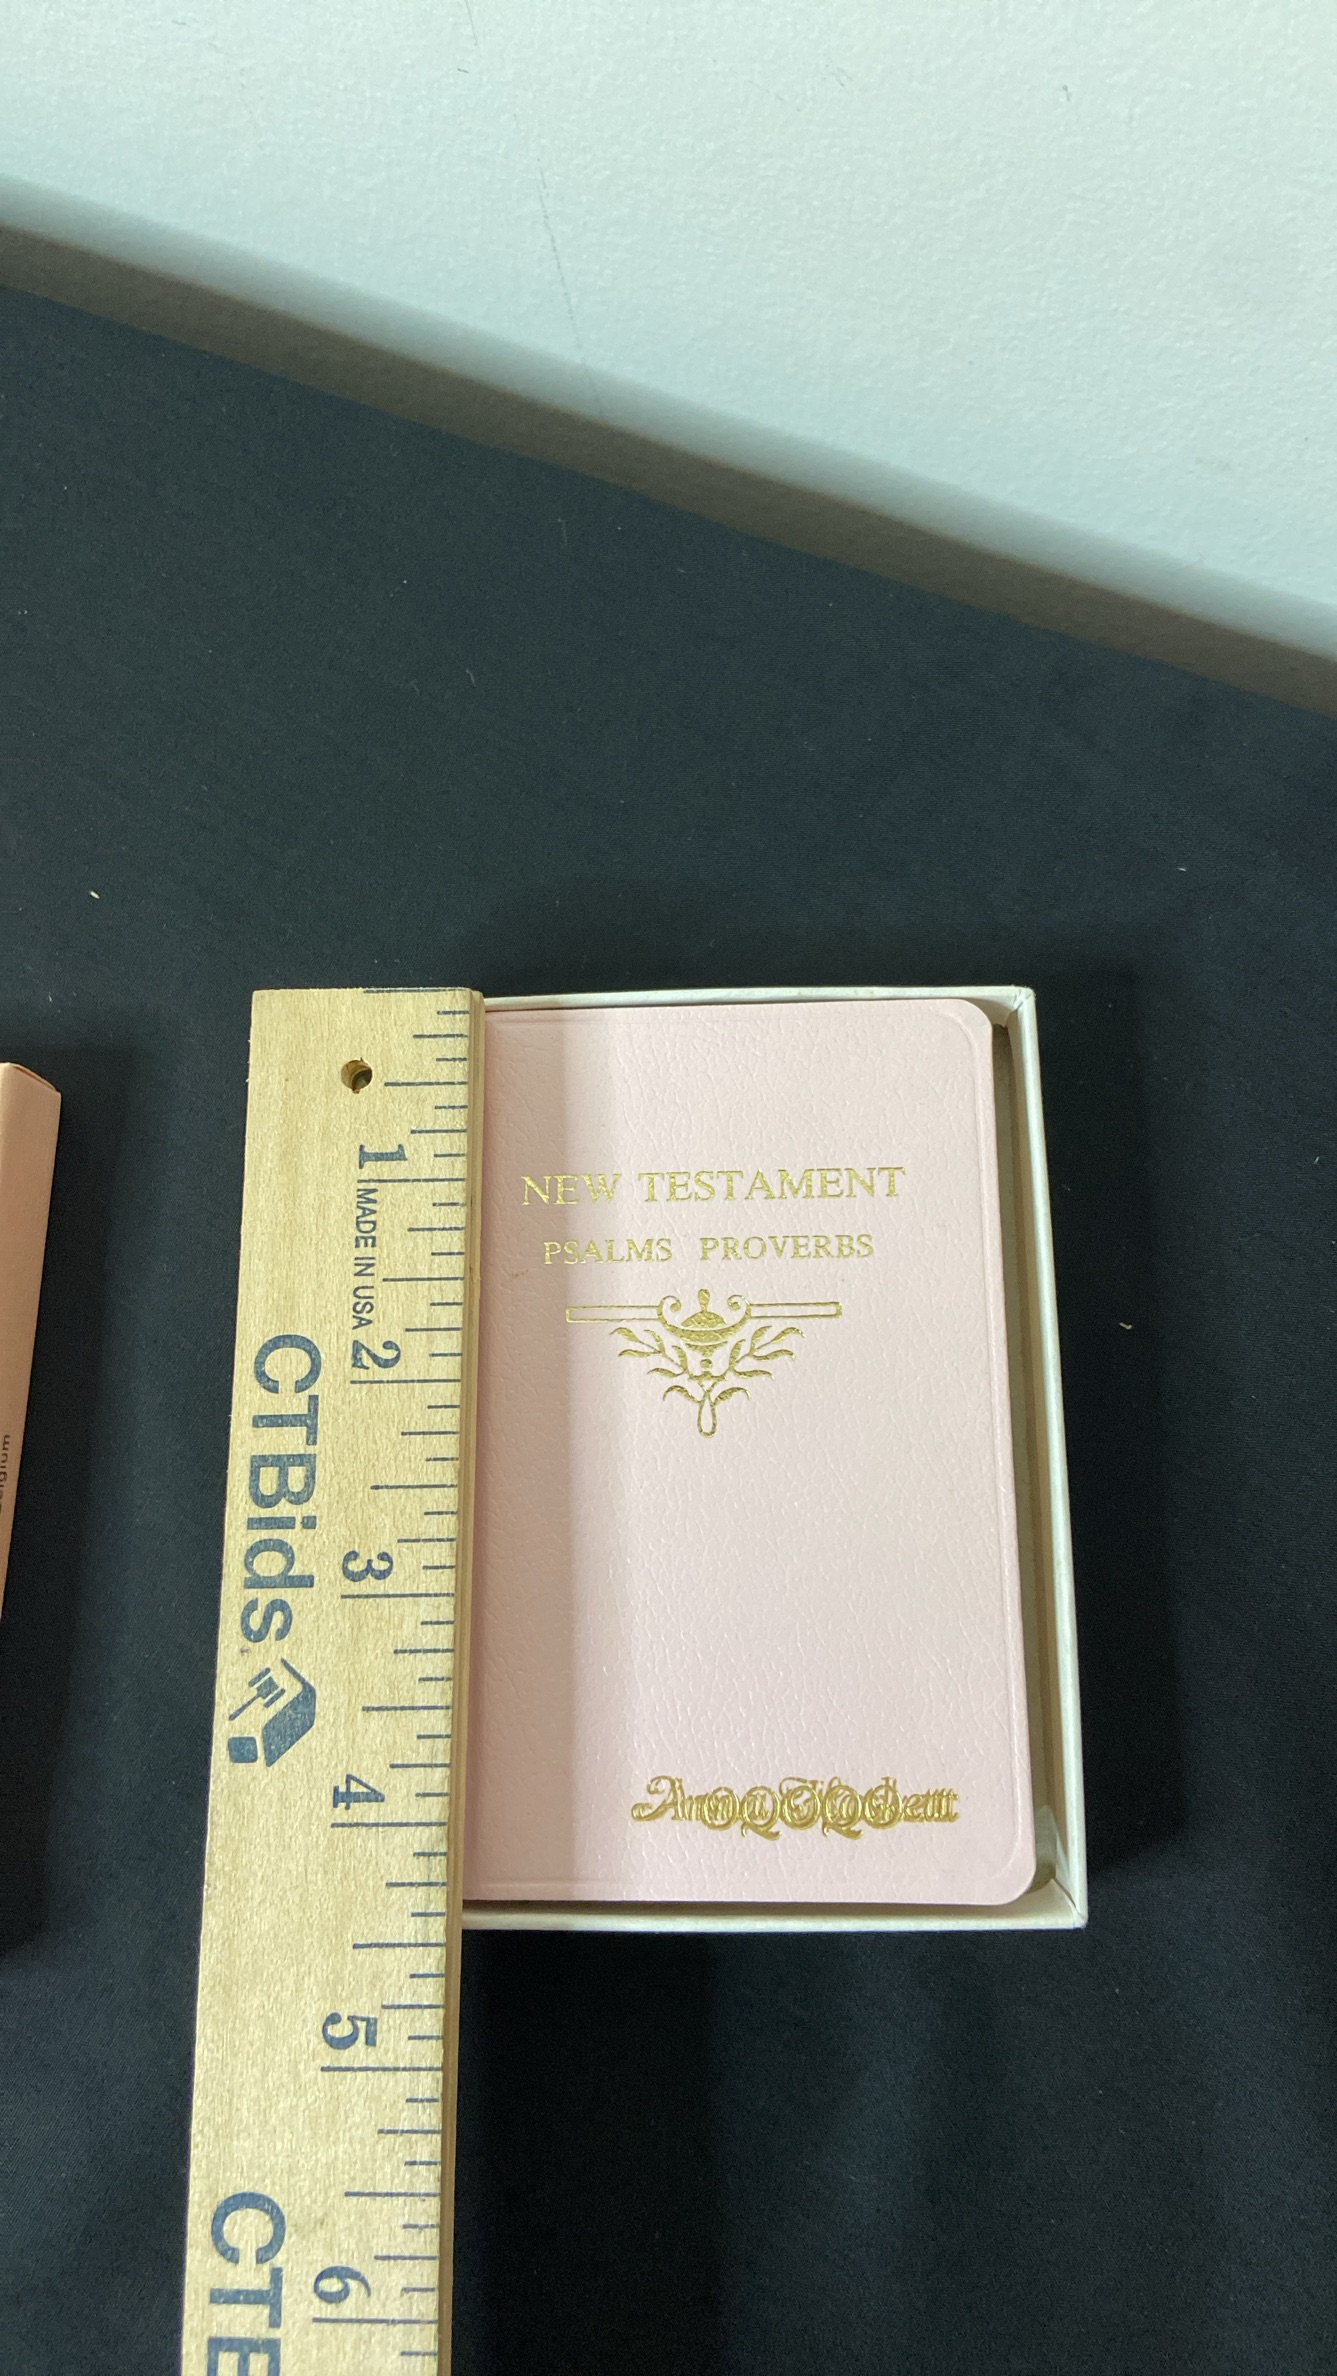 NEW TESTAMENT
PSALMS PROVERBS
1
MADE IN USA
2
CTBids
3
4
5
CTB
6